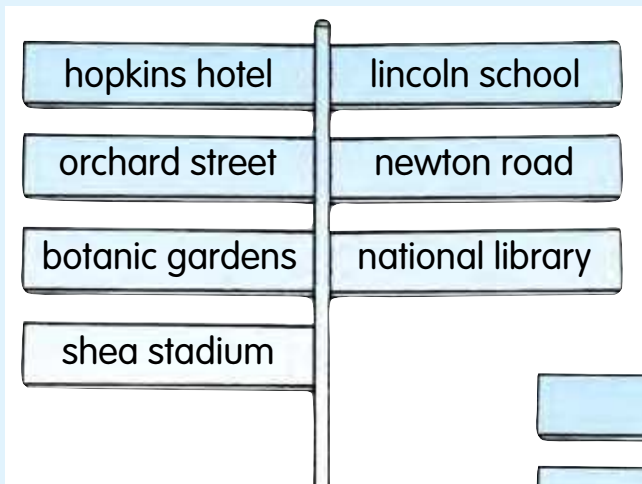 hopkins hotel
lincoln school
orchard street
newton road
botanic gardens
national library
shea stadium